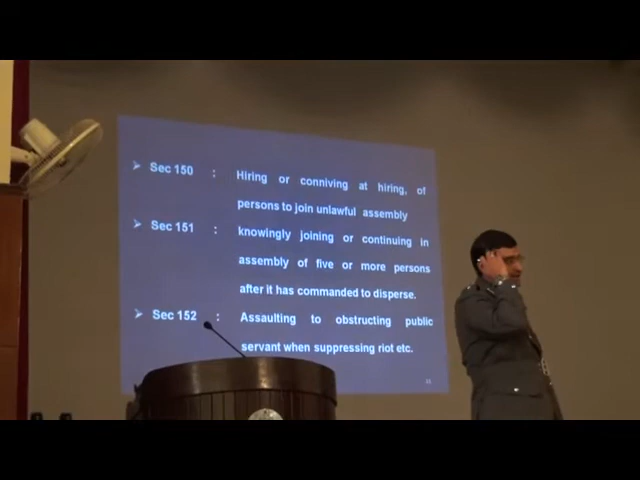 ➢ Sec 150 : Hiring or conniving at hiring, of
persons to join unlawful assembly
➢ Sec 151 : knowingly joining or continuing in
assembly of five or more persons
after it has commanded to disperse.
➢ Sec 152 : Assaulting to obstructing public
servant when suppressing riot etc.